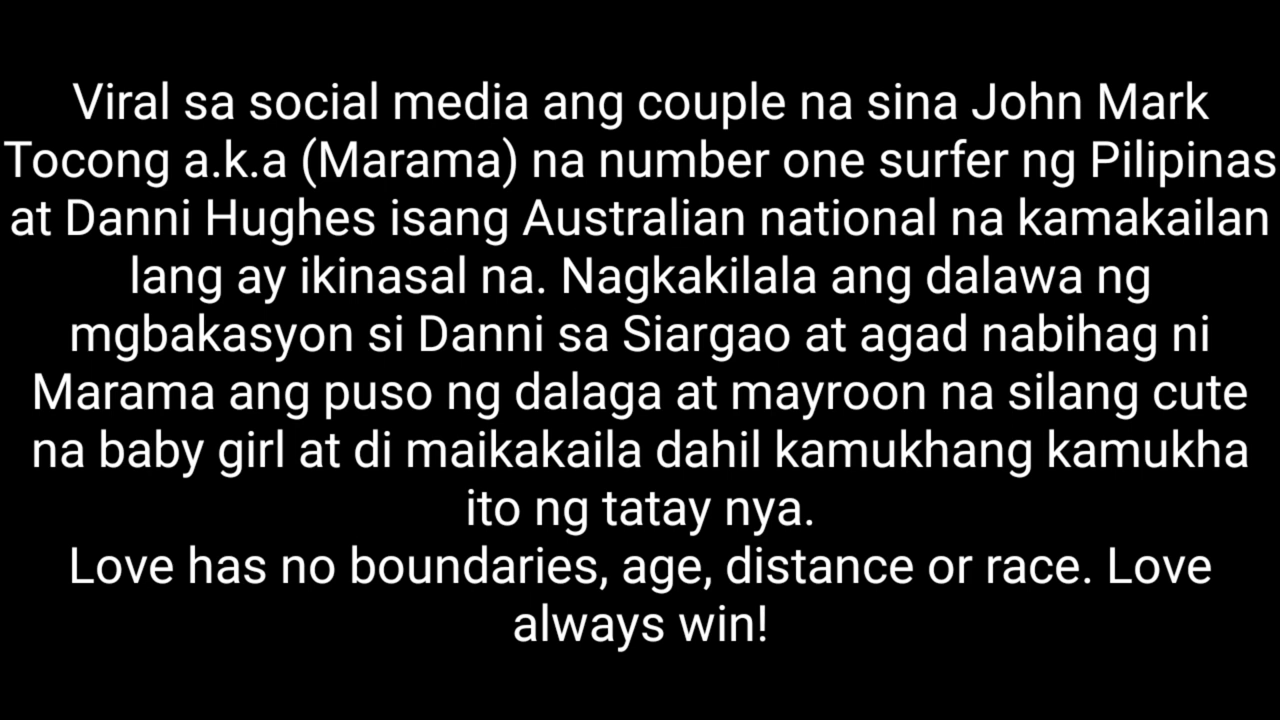 Viral sa social media ang couple na sina John Mark
Tocong a.k.a (Marama) na number one surfer ng Pilipinas
at Danni Hughes isang Australian national na kamakailan
lang ay ikinasal na. Nagkakilala ang dalawa ng
mgbakasyon si Danni sa Siargao at agad nabihag ni
Marama ang puso ng dalaga at mayroon na silang cute
na baby girl at di maikakaila dahil kamukhang kamukha
ito ng tatay nya.
Love has no boundaries, age, distance or race. Love
always win!